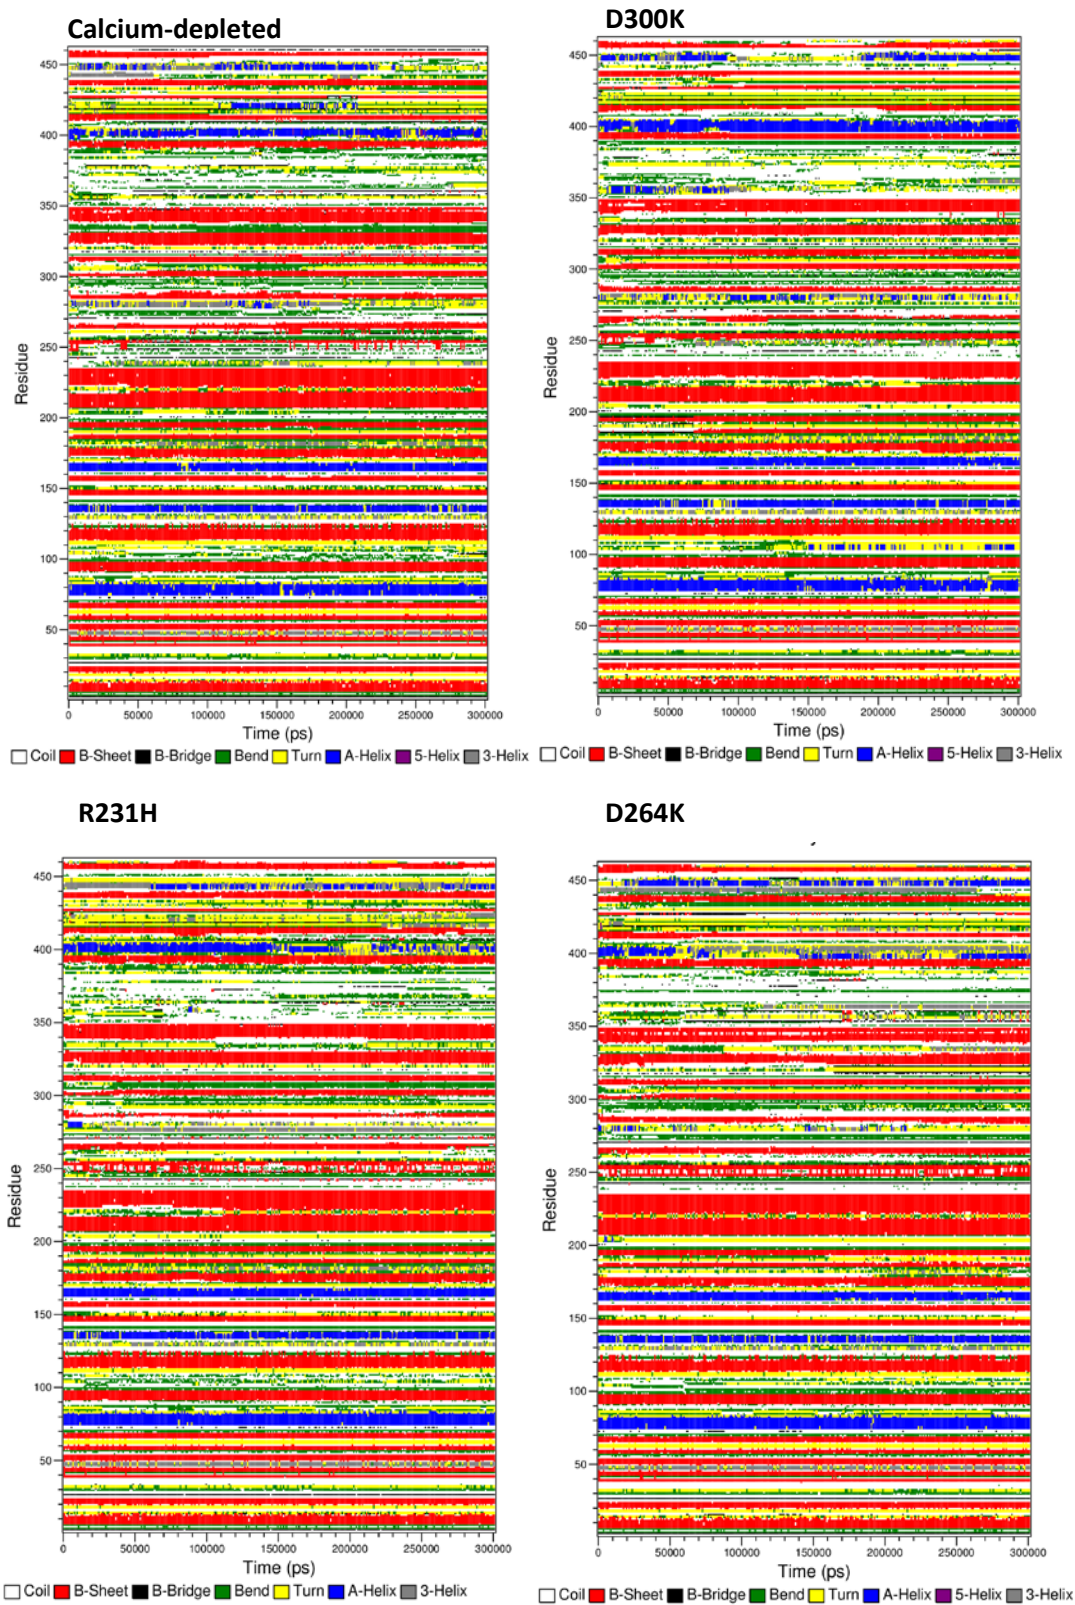 Calcium-depleted
D300K
450
400
350
300
250
200
150
100
50
Residue
0 50000 100000 150000 200000 250000 300000
Time (ps)
Coil B-Sheet B-Bridge Bend Turn A-Helix 5-Helix 3-Helix
450
400
350
300
250
200
150
100
50
Residue
0 50000 100000 150000 200000 250000 300000
Time (ps)
Coil B-Sheet B-Bridge Bend Turn A-Helix 5-Helix 3-Helix
R231H
D264K
450
400
350
300
250
200
150
100
50
Residue
0 50000 100000 150000 200000 250000 300000
Time (ps)
Coil B-Sheet B-Bridge Bend Turn A-Helix 3-Helix
450
400
350
300
250
200
150
100
50
Residue
0 50000 100000 150000 200000 250000 300000
Time (ps)
Coil B-Sheet B-Bridge Bend Turn A-Helix 5-Helix 3-Helix